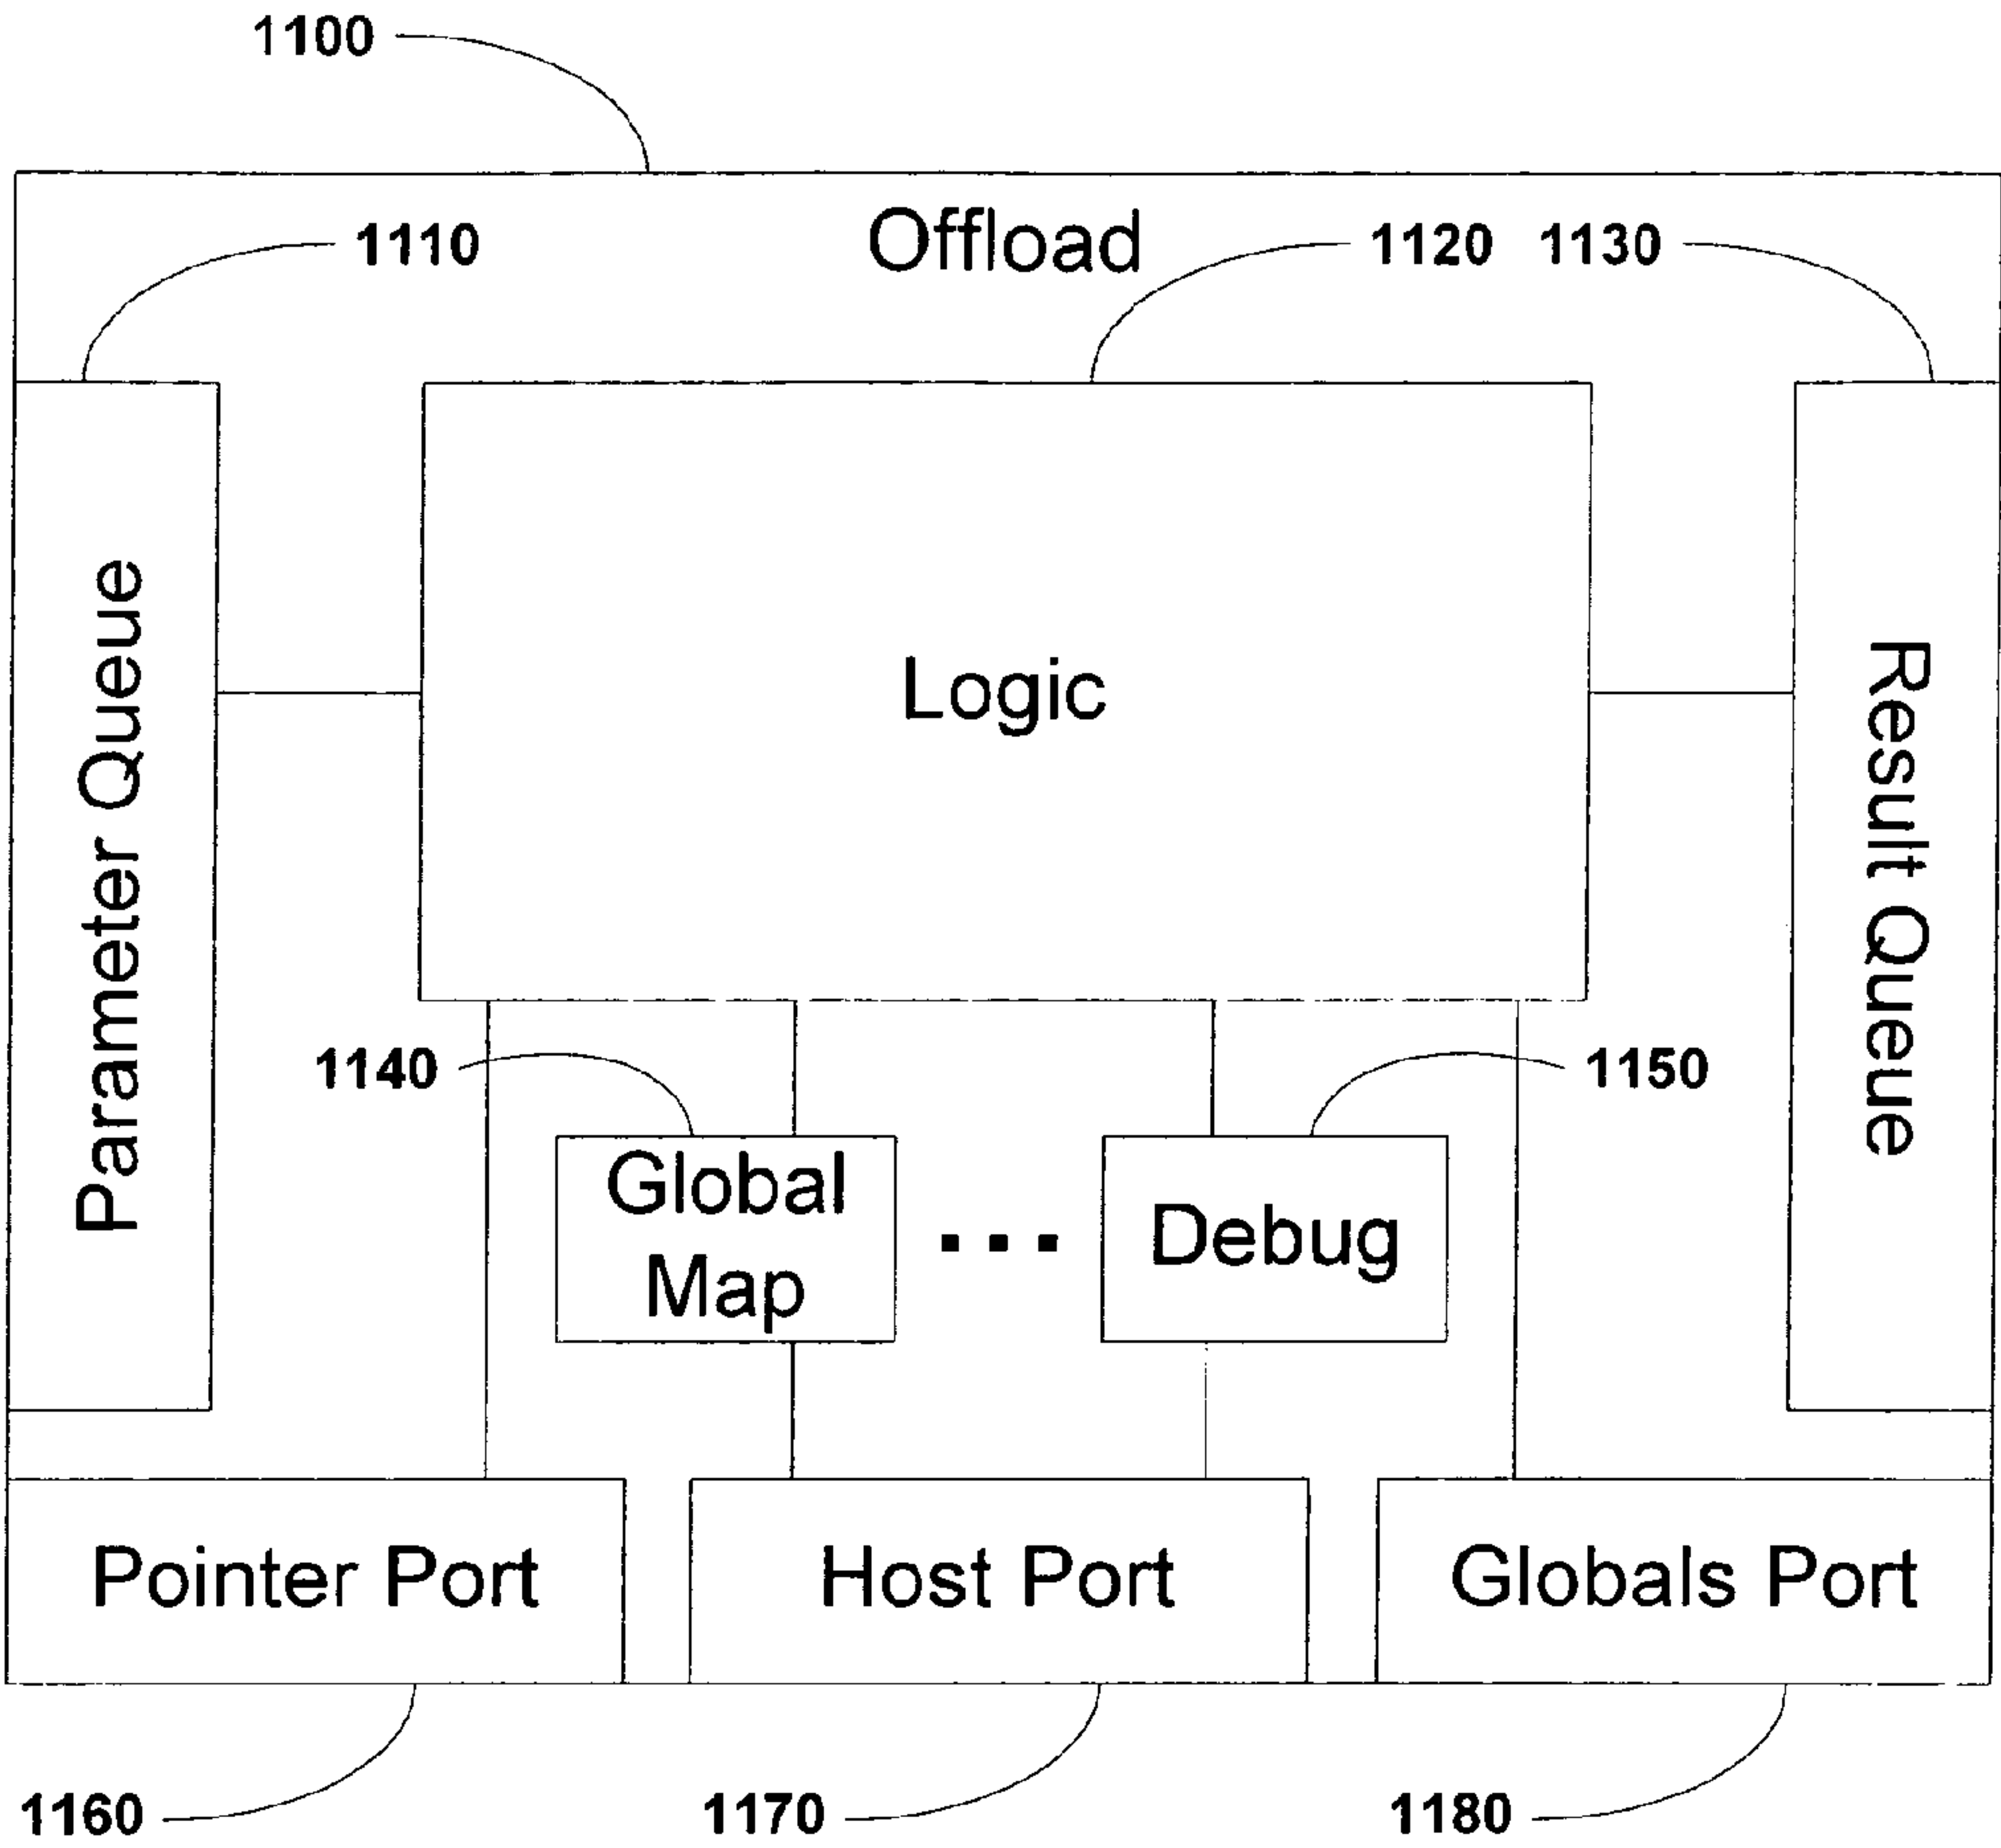 1100
Offload
1110
1120
1130
Parameter Queue
Logic
Result Queue
1140
1150
Global
Map
...
Debug
Pointer Port
Host Port
Globals Port
1160
1170
1180